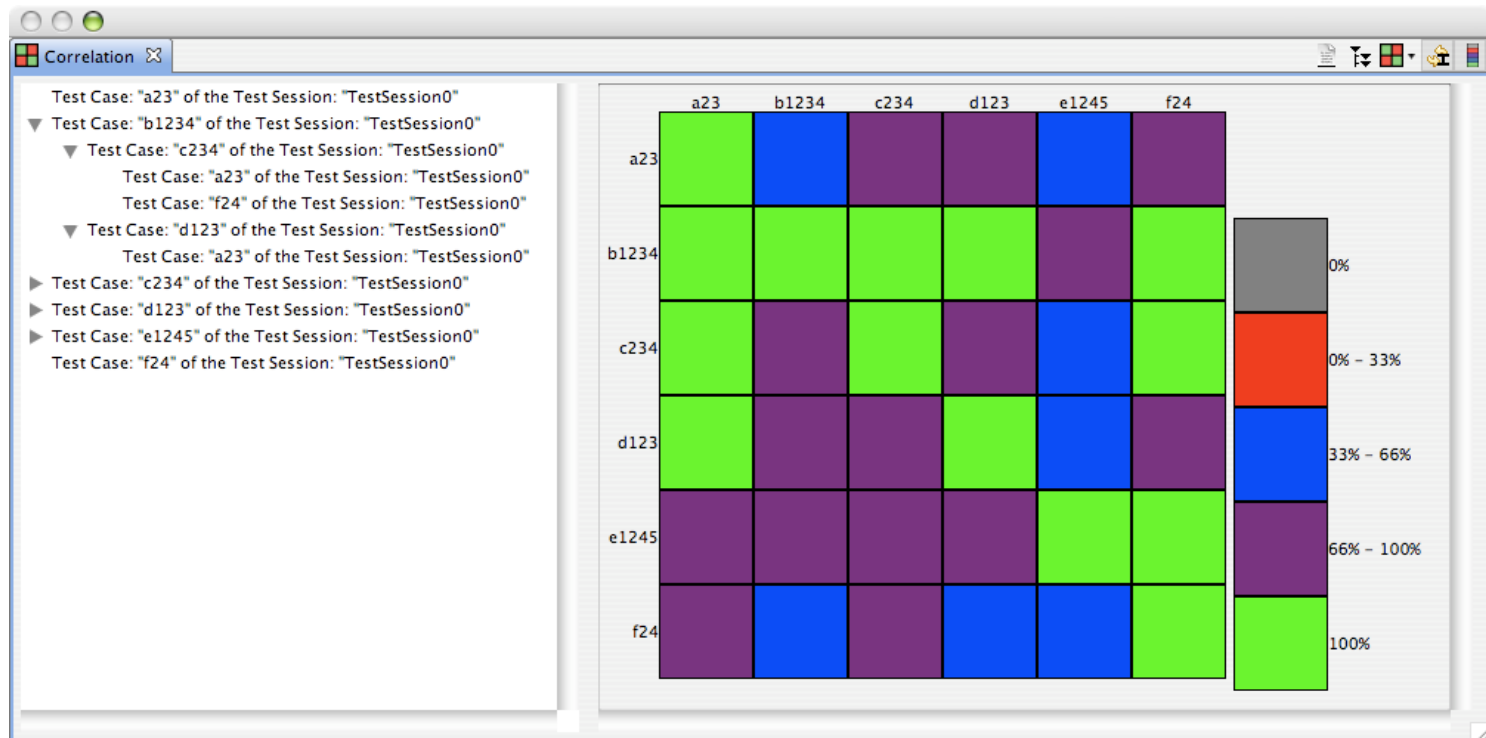 Correlation
Test Case: "a23" of the Test Session: "TestSession0"
Test Case: "b1234" of the Test Session: "TestSession0"
Test Case: "c234" of the Test Session: "TestSession0"
Test Case: "a23" of the Test Session: "TestSession0"
Test Case: "f24" of the Test Session: "TestSession0"
Test Case: "d123" of the Test Session: "TestSession0"
Test Case: "a23" of the Test Session: "TestSession0"
Test Case: "c234" of the Test Session: "TestSession0"
Test Case: "d123" of the Test Session: "TestSession0"
Test Case: "e1245" of the Test Session: "TestSession0"
Test Case: "f24" of the Test Session: "TestSession0"
a23 b1234 c234 d123 e1245 f24
a23
b1234
c234
d123
e1245
f24
0%
0% - 33%
33% - 66%
66% - 100%
100%